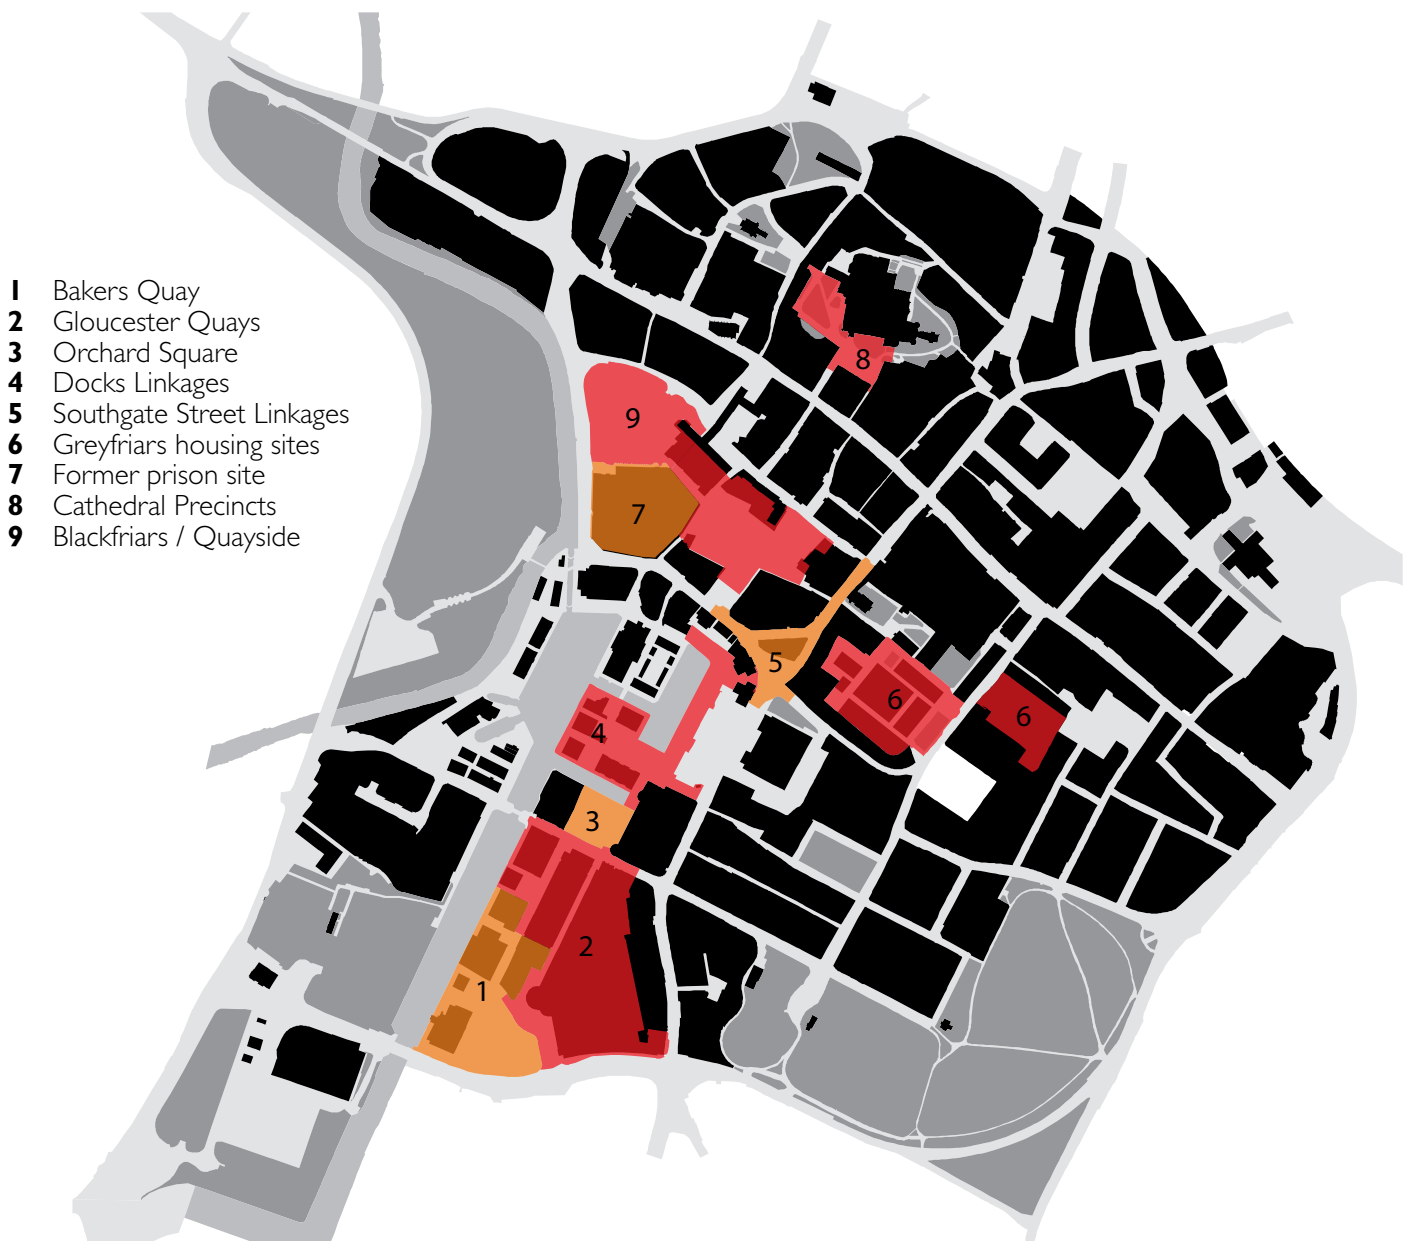 1 Bakers Quay
2 Gloucester Quays
3 Orchard Square
4 Docks Linkages
5 Southgate Street Linkages
6 Greyfriars housing sites
7 Former prison site
8 Cathedral Precincts
9 Blackfriars / Quayside
8
9
7
5
6
6
4
3
2
1